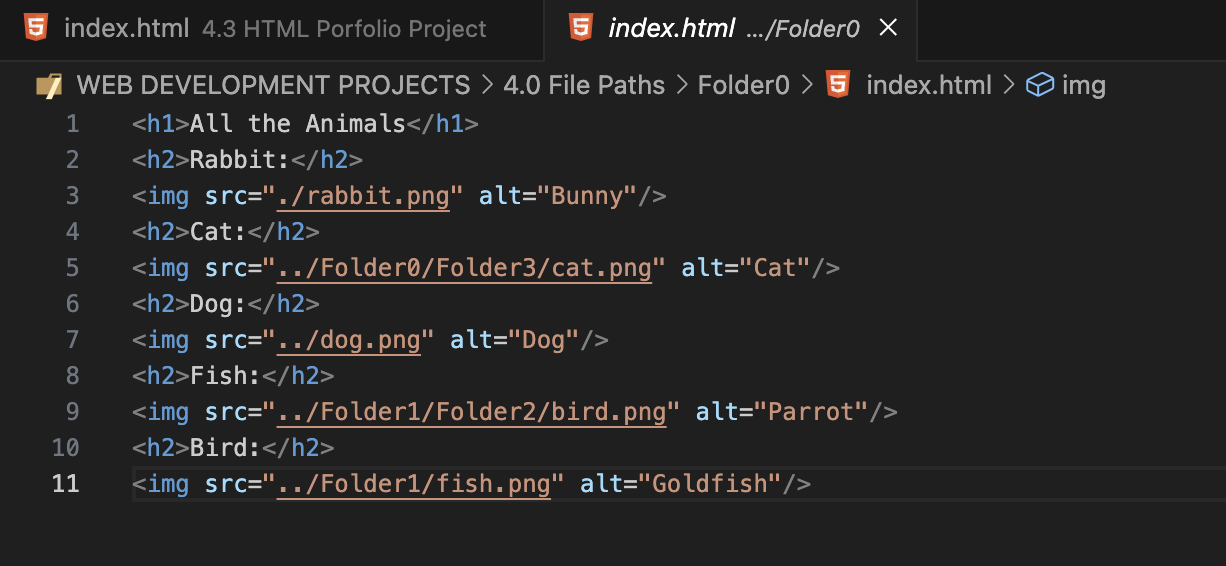 index.html 4.3 HTML Porfolio Project index.html .../Folder0
WEB DEVELOPMENT PROJECTS > 4.0 File Paths > Folder0 > index.html > img
1 <h1>All the Animals</h1>
2 <h2>Rabbit:</h2>
3 <img src="./rabbit.png" alt="Bunny"/>
4 <h2>Cat:</h2>
5 <img src="../Folder0/Folder3/cat.png" alt="Cat"/>
6 <h2>Dog:</h2>
7 <img src="../dog.png" alt="Dog"/>
8 <h2>Fish:</h2>
9 <img src="../Folder1/Folder2/bird.png" alt="Parrot"/>
10 <h2>Bird:</h2>
11 <img src="../Folder1/fish.png" alt="Goldfish"/>